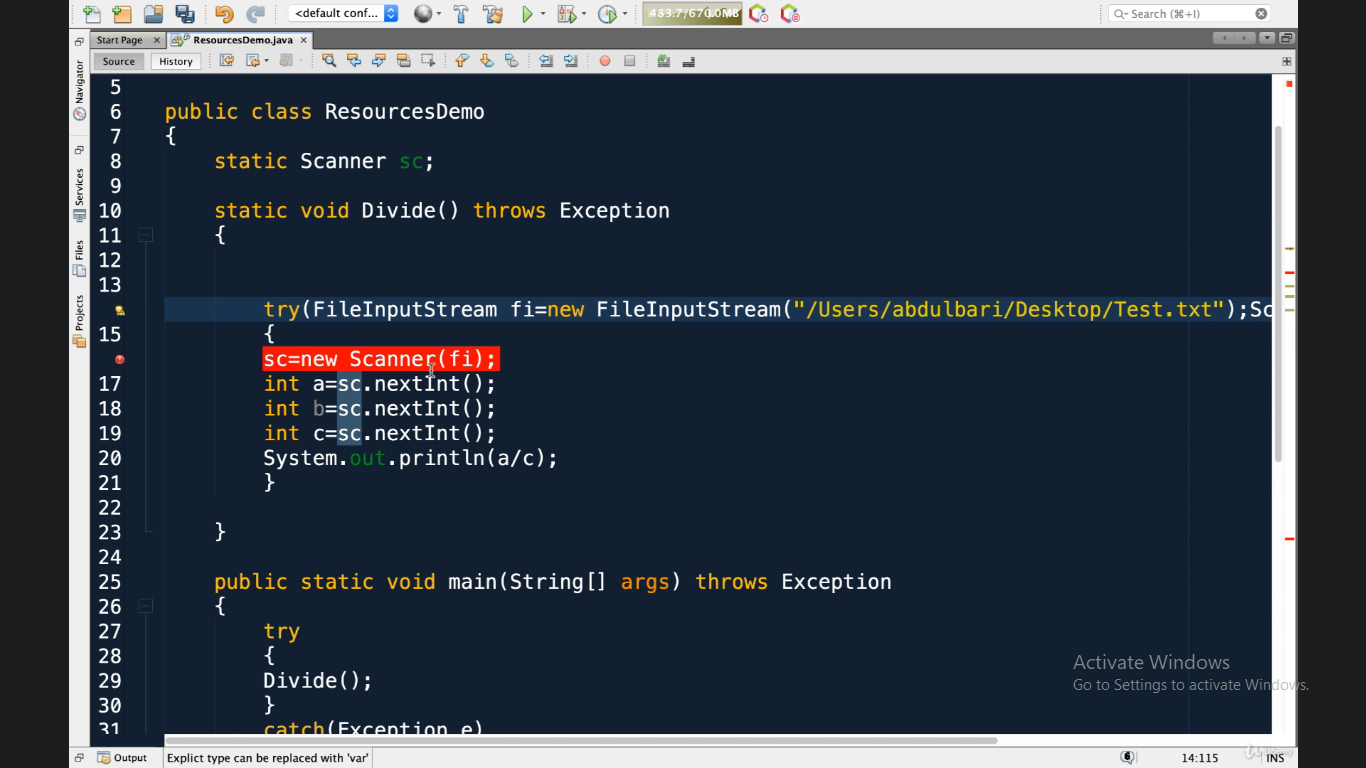 <default conf...
483.7/670.0MB
Search (⌘+I)
Start Page
ResourcesDemo.java
Source
History
Navigator
Services
Files
Projects
5
6 public class ResourcesDemo
7 {
8 static Scanner sc;
9
10 static void Divide() throws Exception
11 {
12
13
try(FileInputStream fi=new FileInputStream("/Users/abdulbari/Desktop/Test.txt");Sc
15 {
sc=new Scanner(fi);
17 int a=sc.nextInt();
18 int b=sc.nextInt();
19 int c=sc.nextInt();
20 System.out.println(a/c);
21 }
22
23 }
24
25 public static void main(String[] args) throws Exception
26 {
27 try
28 {
29 Divide();
30 }
31 catch(Exception e)
Activate Windows
Go to Settings to activate Windows.
Output
Explict type can be replaced with 'var'
6
14:115
INS